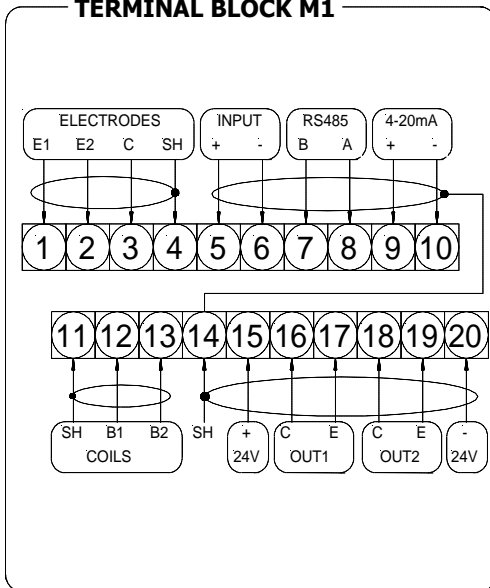 TERMINAL BLOCK M1
ELECTRODES INPUT RS485 4-20mA
E1 E2 C SH + - B A + -
1 2 3 4 5 6 7 8 9 10
11 12 13 14 15 16 17 18 19 20
SH B1 B2 SH + C E C E -
COILS 24V OUT1 OUT2 24V